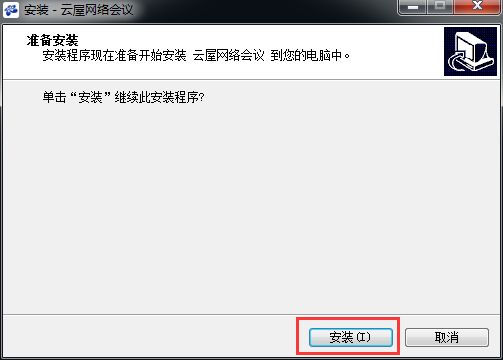 安装 - 云屋网络会议
准备安装
安装程序现在准备开始安装 云屋网络会议 到您的电脑中。
单击“安装”继续此安装程序?
安装(I)
取消